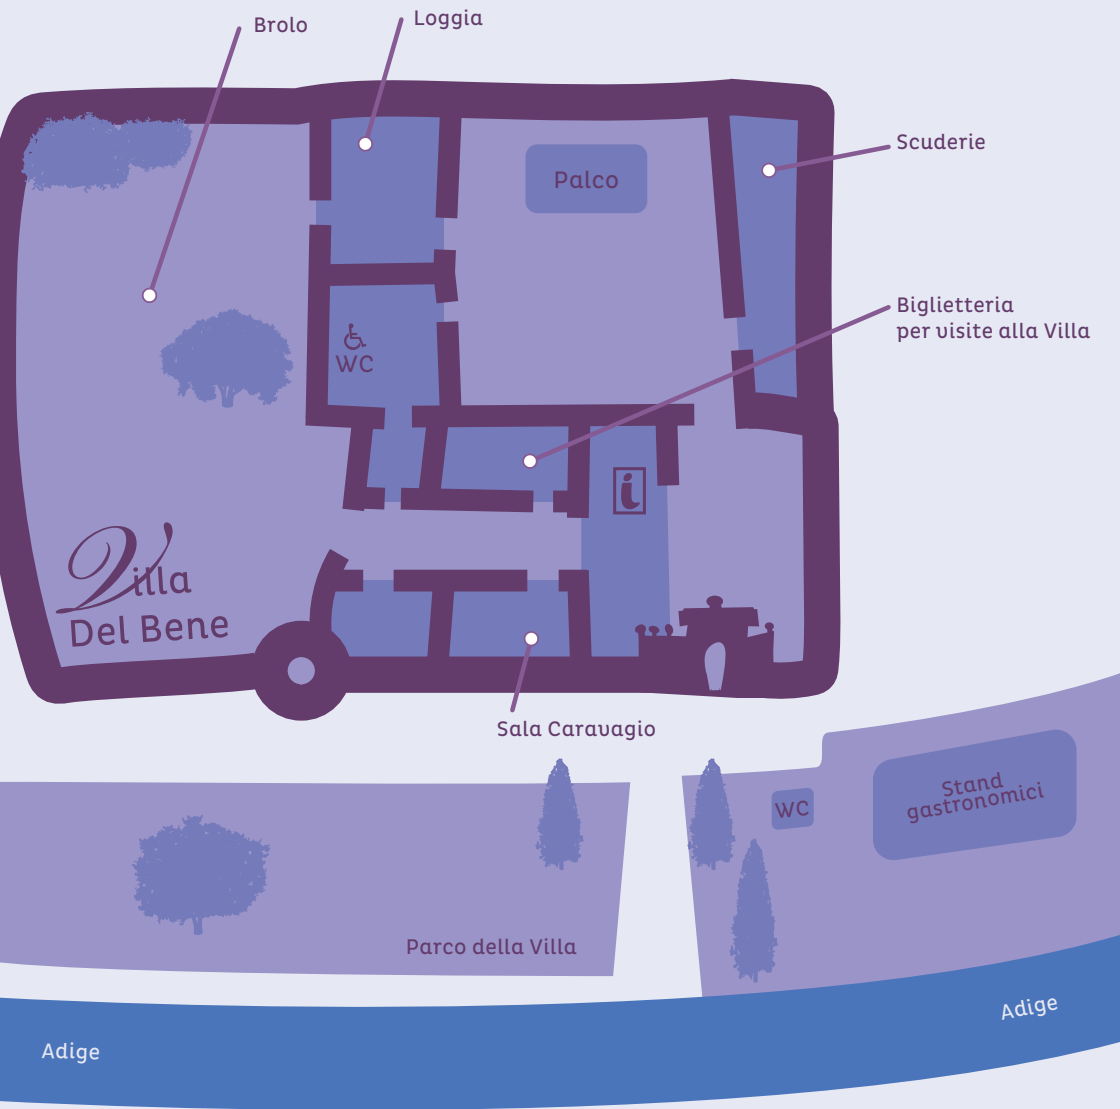 Brolo
Loggia
Scuderie
Palco
Biglietteria
per visite alla Villa
WC
i
Villa
Del Bene
Sala Caravagio
Stand
gastronomici
WC
Parco della Villa
Adige
Adige